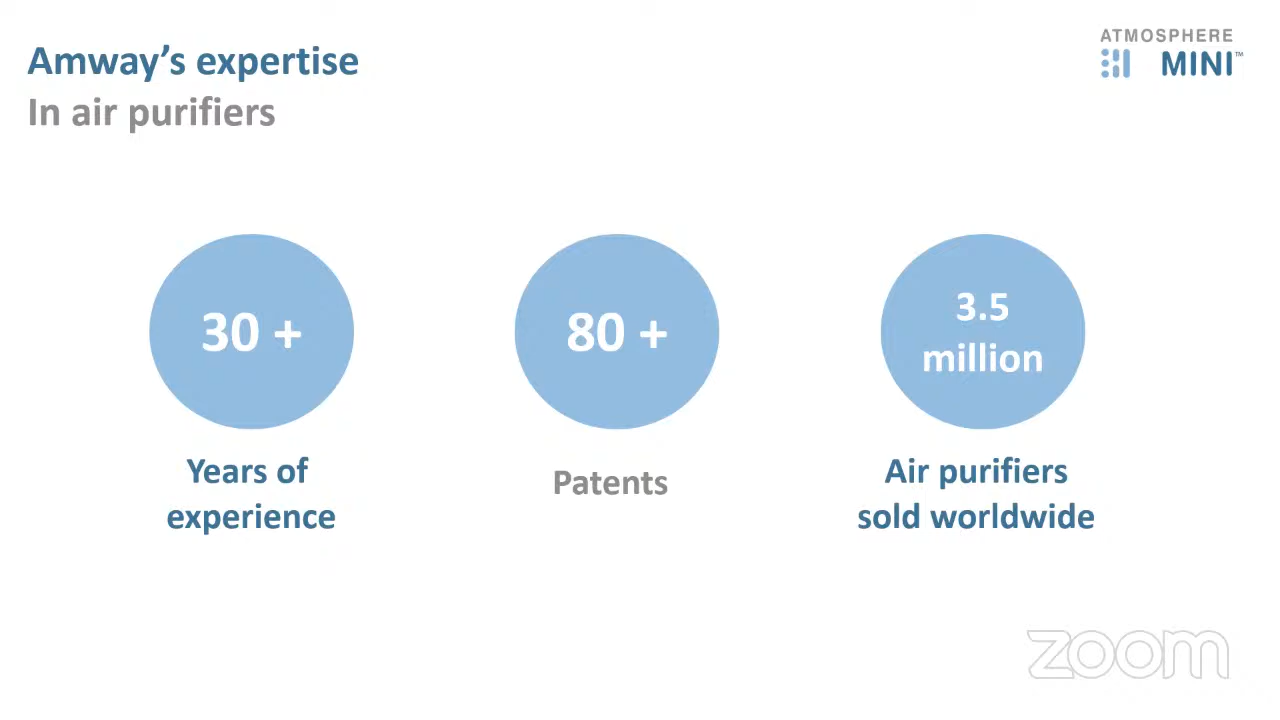 Amway’s expertise
In air purifiers
ATMOSPHERE
MINI™
30 +
80 +
3.5
million
Years of
experience
Patents
Air purifiers
sold worldwide
zoom